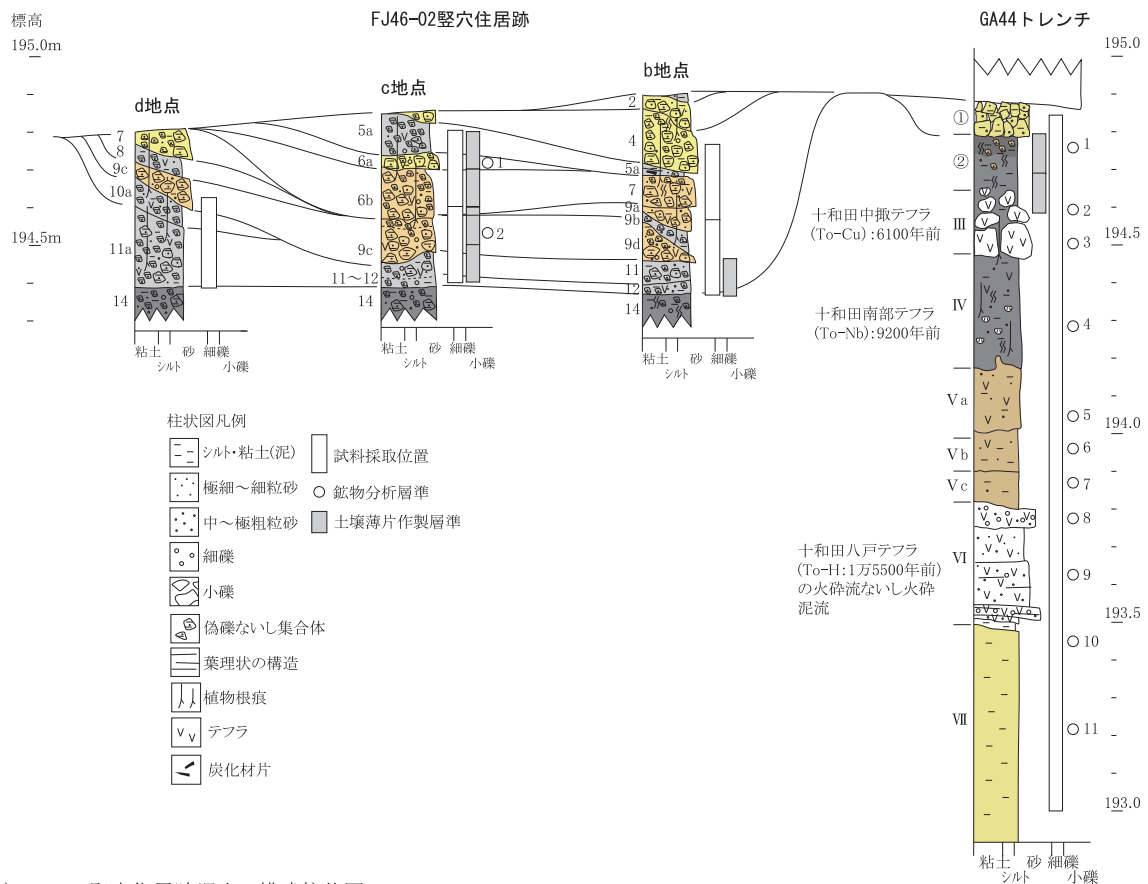 標高
195.0m
194.5m
FJ46-02竪穴住居跡
d地点
7
8
9c
10a
11a
14
粘土
シルト
砂
細礫
小礫
c地点
5a
6a
6b
9c
11～12
14
1
2
粘土
シルト
砂
細礫
小礫
b地点
2
4
5a
7
9a
9b
9d
11
12
14
粘土
シルト
砂
細礫
小礫
GA44トレンチ
195.0
194.5
194.0
193.5
193.0
①
②
Ⅲ
Ⅳ
Ⅴa
Ⅴb
Ⅴc
Ⅵ
Ⅶ
1
2
3
4
5
6
7
8
9
10
11
粘土
シルト
砂
細礫
小礫
十和田中掫テフラ
(To-Cu):6100年前
十和田南部テフラ
(To-Nb):9200年前
十和田八戸テフラ
(To-H:1万5500年前)
の火砕流ないし火砕
泥流
柱状図凡例
シルト・粘土(泥)
極細～細粒砂
中～極粗粒砂
細礫
小礫
偽礫ないし集合体
葉理状の構造
植物根痕
テフラ
炭化材片
試料採取位置
鉱物分析層準
土壌薄片作製層準